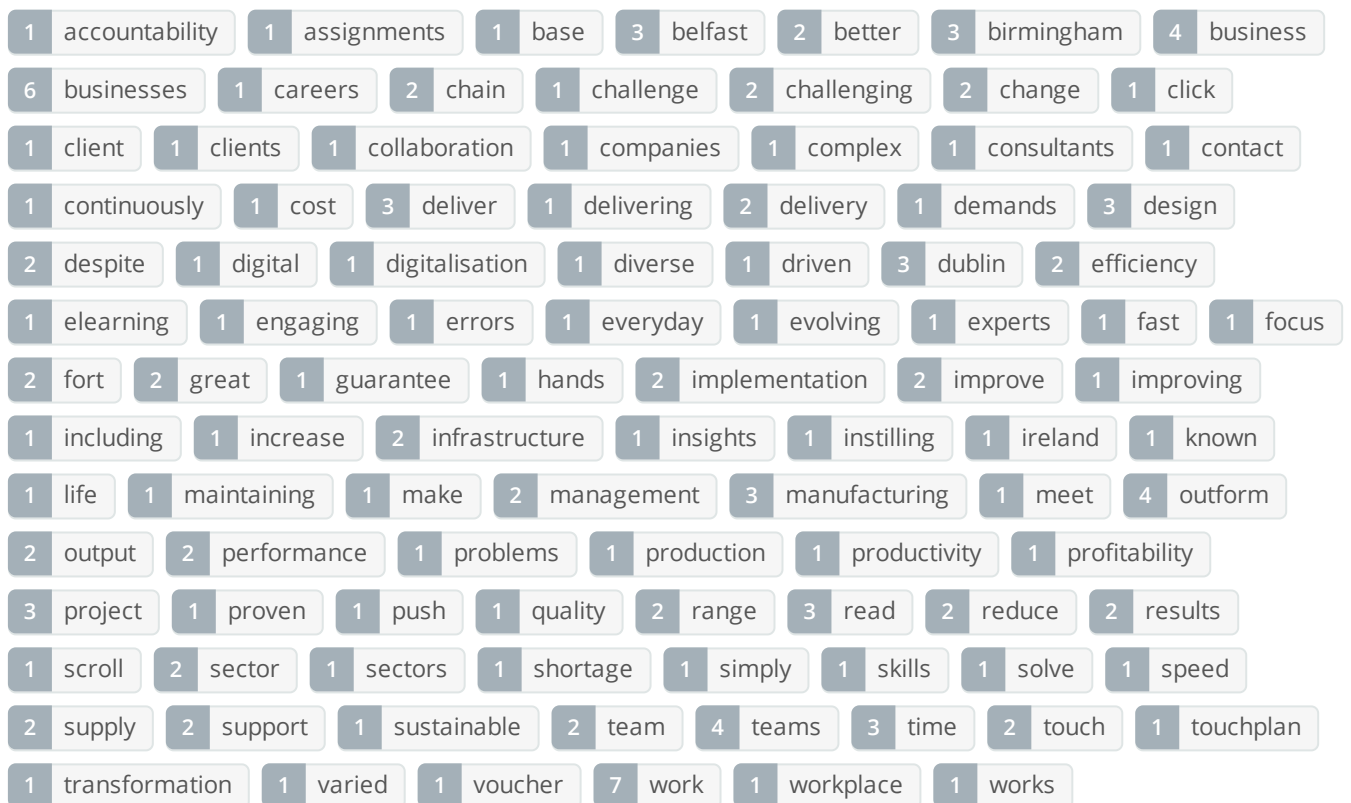 1 accountability 1 assignments 1 base 3 belfast 2 better 3 birmingham 4 business
6 businesses 1 careers 2 chain 1 challenge 2 challenging 2 change 1 click
1 client 1 clients 1 collaboration 1 companies 1 complex 1 consultants 1 contact
1 continuously 1 cost 3 deliver 1 delivering 2 delivery 1 demands 3 design
2 despite 1 digital 1 digitalisation 1 diverse 1 driven 3 dublin 2 efficiency
1 elearning 1 engaging 1 errors 1 everyday 1 evolving 1 experts 1 fast 1 focus
2 fort 2 great 1 guarantee 1 hands 2 implementation 2 improve 1 improving
1 including 1 increase 2 infrastructure 1 insights 1 instilling 1 ireland 1 known
1 life 1 maintaining 1 make 2 management 3 manufacturing 1 meet 4 outform
2 output 2 performance 1 problems 1 production 1 productivity 1 profitability
3 project 1 proven 1 push 1 quality 2 range 3 read 2 reduce 2 results
1 scroll 2 sector 1 sectors 1 shortage 1 simply 1 skills 1 solve 1 speed
2 supply 2 support 1 sustainable 2 team 4 teams 3 time 2 touch 1 touchplan
1 transformation 1 varied 1 voucher 7 work 1 workplace 1 works